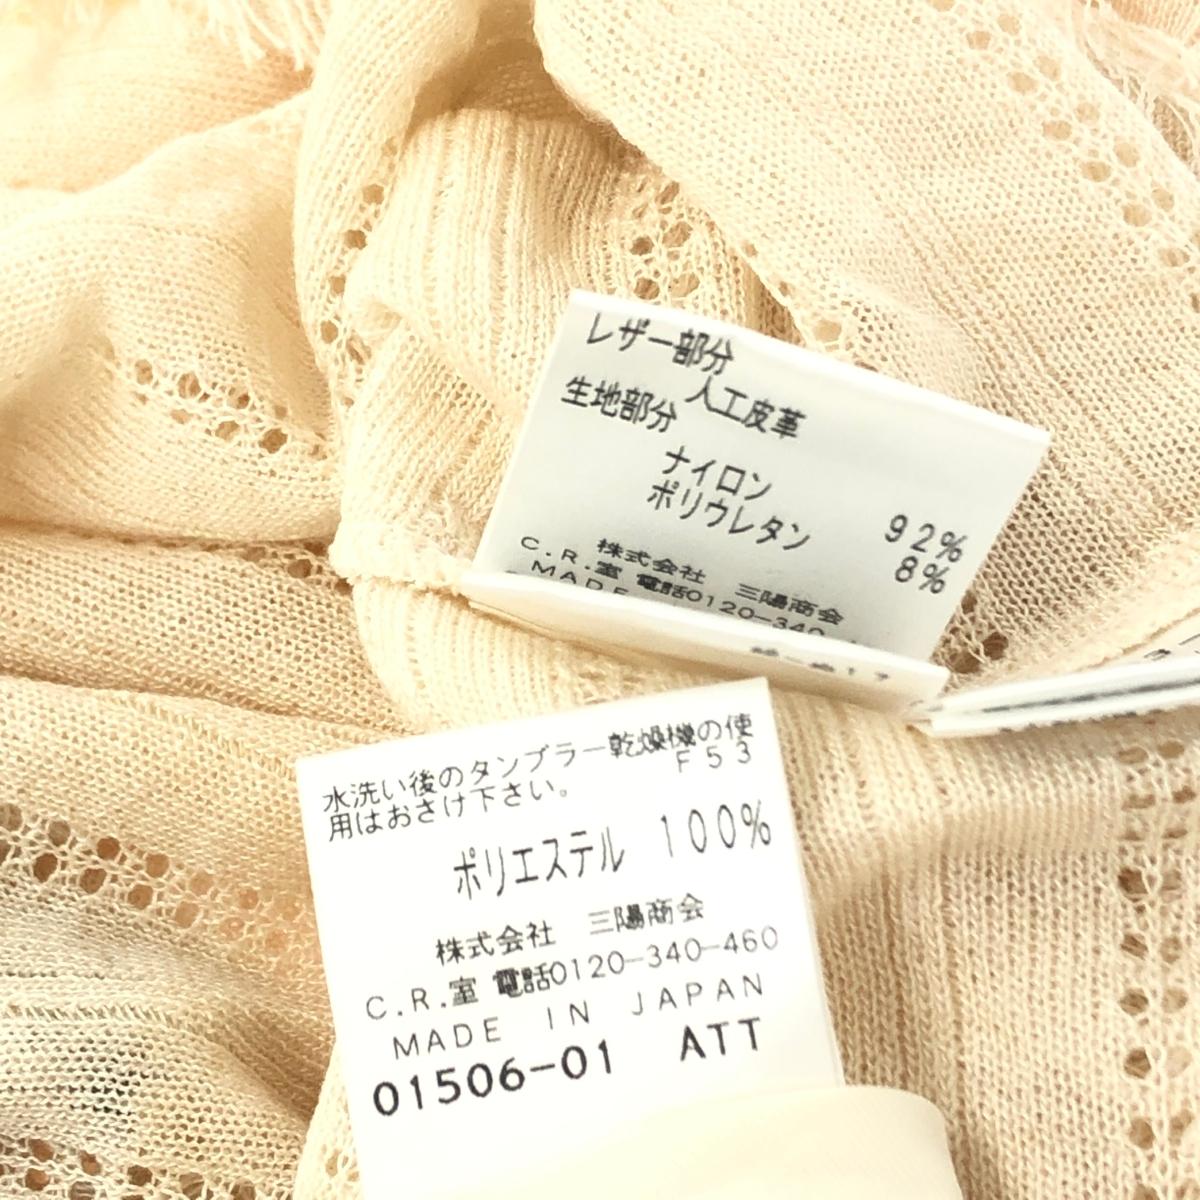 レザー部分
人工皮革
生地部分
ナイロン 92%
ポリウレタン 8%
株式会社 三陽商会
C.R.室 電話0120-340
MADE
水洗い後のタンブラー乾燥機の使
用はおさけ下さい。 F53
ポリエステル 100%
株式会社 三陽商会
C.R.室 電話0120-340-460
MADE IN JAPAN
01506-01 ATT